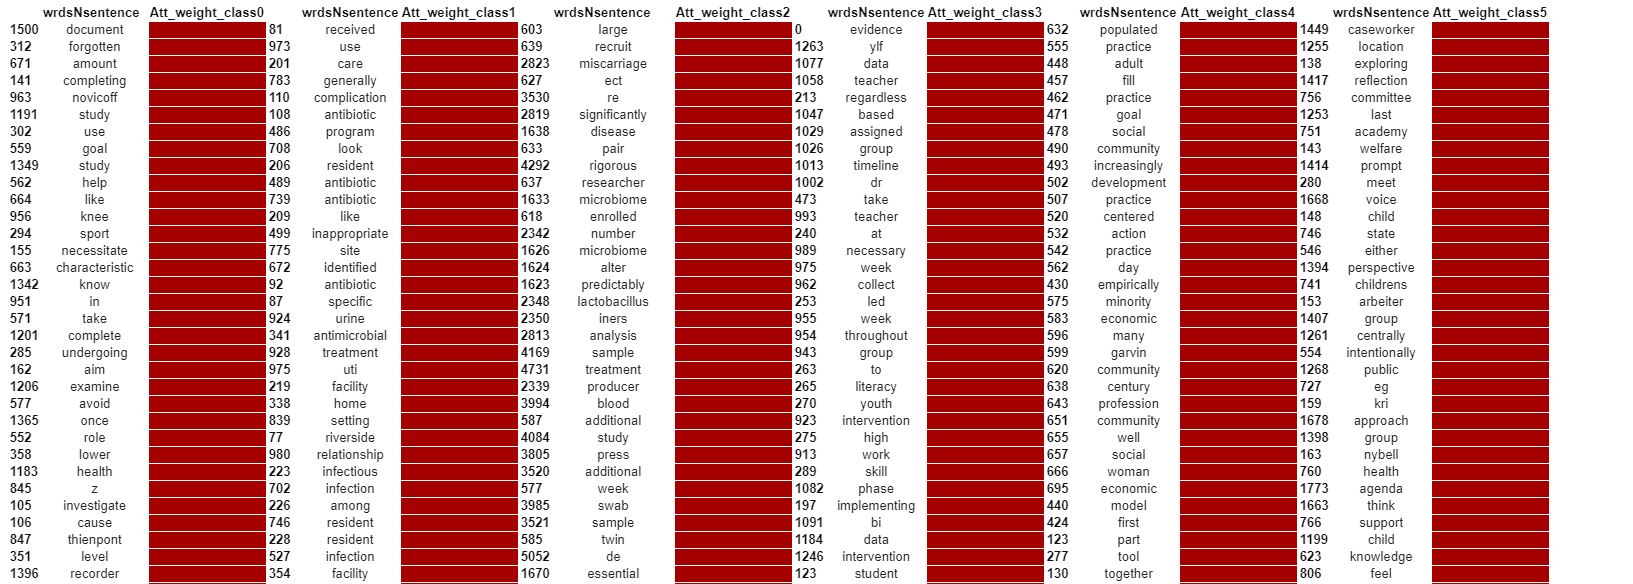 wrdsNsentence Att_weight_class0 wrdsNsentence Att_weight_class1 wrdsNsentence Att_weight_class2 wrdsNsentence Att_weight_class3 wrdsNsentence Att_weight_class4 wrdsNsentence Att_weight_class5
1500 document 81 received 603 large 0 evidence 632 populated 1449 caseworker
312 forgotten 973 use 639 recruit 1263 ylf 555 practice 1255 location
671 amount 201 care 2823 miscarriage 1077 data 448 adult 138 exploring
141 completing 783 generally 627 ect 1058 teacher 457 fill 1417 reflection
963 novicoff 110 complication 3530 re 213 regardless 462 practice 756 committee
1191 study 108 antibiotic 2819 significantly 1047 based 471 goal 1253 last
302 use 486 program 1638 disease 1029 assigned 478 social 751 academy
559 goal 708 look 633 pair 1026 group 490 community 143 welfare
1349 study 206 resident 4292 rigorous 1013 timeline 493 increasingly 1414 prompt
562 help 489 antibiotic 637 researcher 1002 dr 502 development 280 meet
664 like 739 antibiotic 1633 microbiome 473 take 507 practice 1668 voice
956 knee 209 like 618 enrolled 993 teacher 520 centered 148 child
294 sport 499 inappropriate 2342 number 240 at 532 action 746 state
155 necessitate 775 site 1626 microbiome 989 necessary 542 practice 546 either
663 characteristic 672 identified 1624 alter 975 week 562 day 1394 perspective
1342 know 92 antibiotic 1623 predictably 962 collect 430 empirically 741 childrens
951 in 87 specific 2348 lactobacillus 253 led 575 minority 153 arbeiter
571 take 924 urine 2350 iners 955 week 583 economic 1407 group
1201 complete 341 antimicrobial 2813 analysis 954 throughout 596 many 1261 centrally
285 undergoing 928 treatment 4169 sample 943 group 599 garvin 554 intentionally
162 aim 975 uti 4731 treatment 263 to 620 community 1268 public
1206 examine 219 facility 2339 producer 265 literacy 638 century 727 eg
577 avoid 338 home 3994 blood 270 youth 643 profession 159 kri
1365 once 839 setting 587 additional 923 intervention 651 community 1678 approach
552 role 77 riverside 4084 study 275 high 655 well 1398 group
358 lower 980 relationship 3805 press 913 work 657 social 163 nybell
1183 health 223 infectious 3520 additional 289 skill 666 woman 760 health
845 z 702 infection 577 week 1082 phase 695 economic 1773 agenda
105 investigate 226 among 3985 swab 197 implementing 440 model 1663 think
106 cause 746 resident 3521 sample 1091 bi 424 first 766 support
847 thienpont 228 resident 585 twin 1184 data 123 part 1199 child
351 level 527 infection 5052 de 1246 intervention 277 tool 623 knowledge
1396 recorder 354 facility 1670 essential 123 student 130 together 806 feel